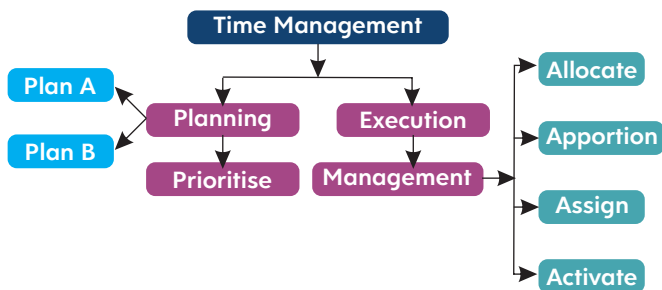 Time Management
Plan A
Plan B
Planning
Prioritise
Execution
Management
Allocate
Apportion
Assign
Activate